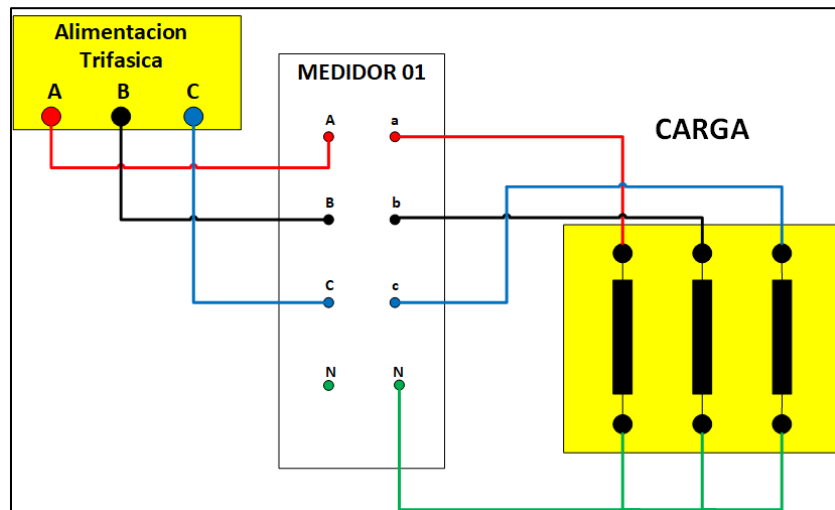 Alimentacion
Trifasica
A B C
MEDIDOR 01
A a
B b
C c
N N
CARGA